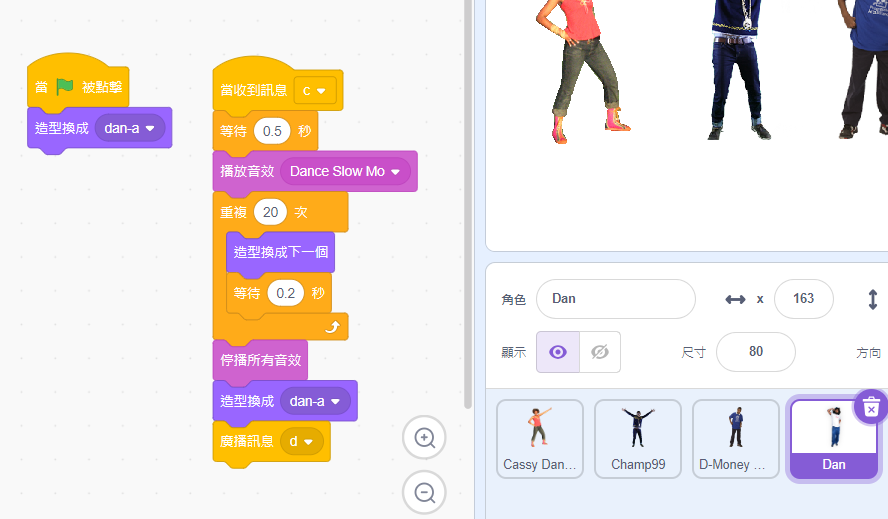 當 被點擊
造型換成 dan-a
當收到訊息 c
等待 0.5 秒
播放音效 Dance Slow Mo
重複 20 次
造型換成下一個
等待 0.2 秒
停播所有音效
造型換成 dan-a
廣播訊息 d
角色 Dan x 163
顯示 尺寸 80 方向
Cassy Dan... Champ99 D-Money ... Dan